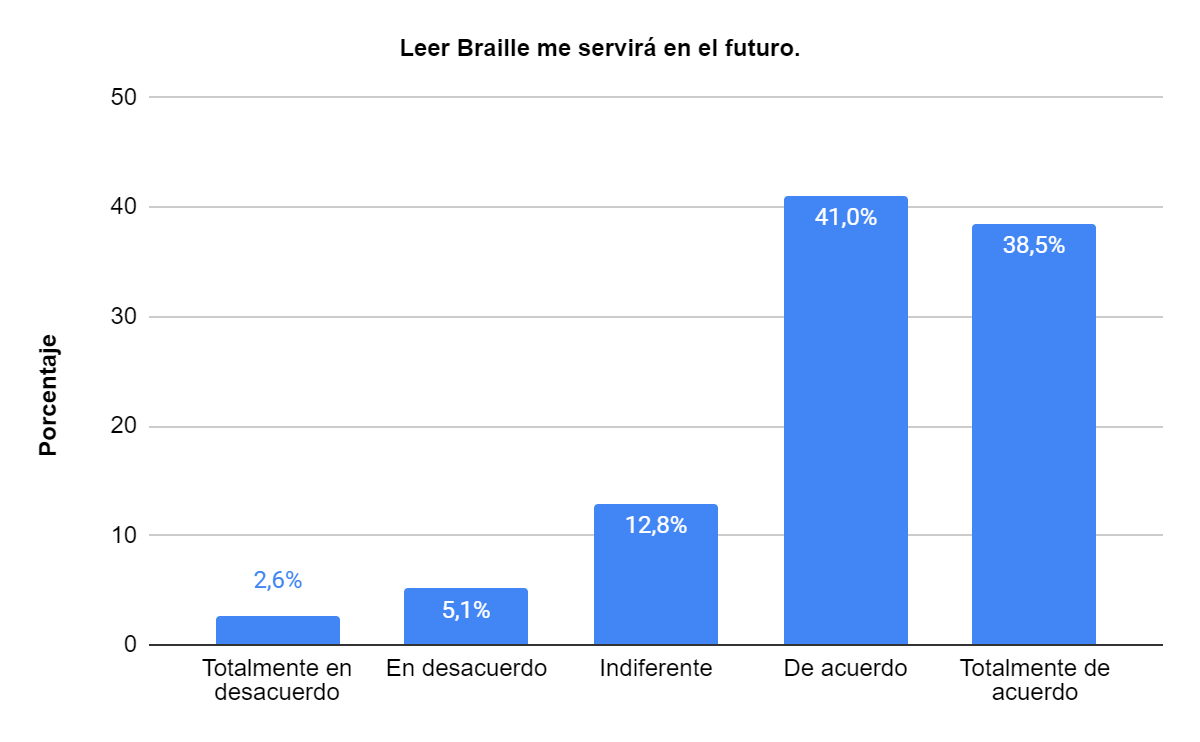 Leer Braille me servirá en el futuro.
50
40
30
20
10
0
Porcentaje
2,6%
5,1%
12,8%
41,0%
38,5%
Totalmente en
desacuerdo
En desacuerdo
Indiferente
De acuerdo
Totalmente de
acuerdo